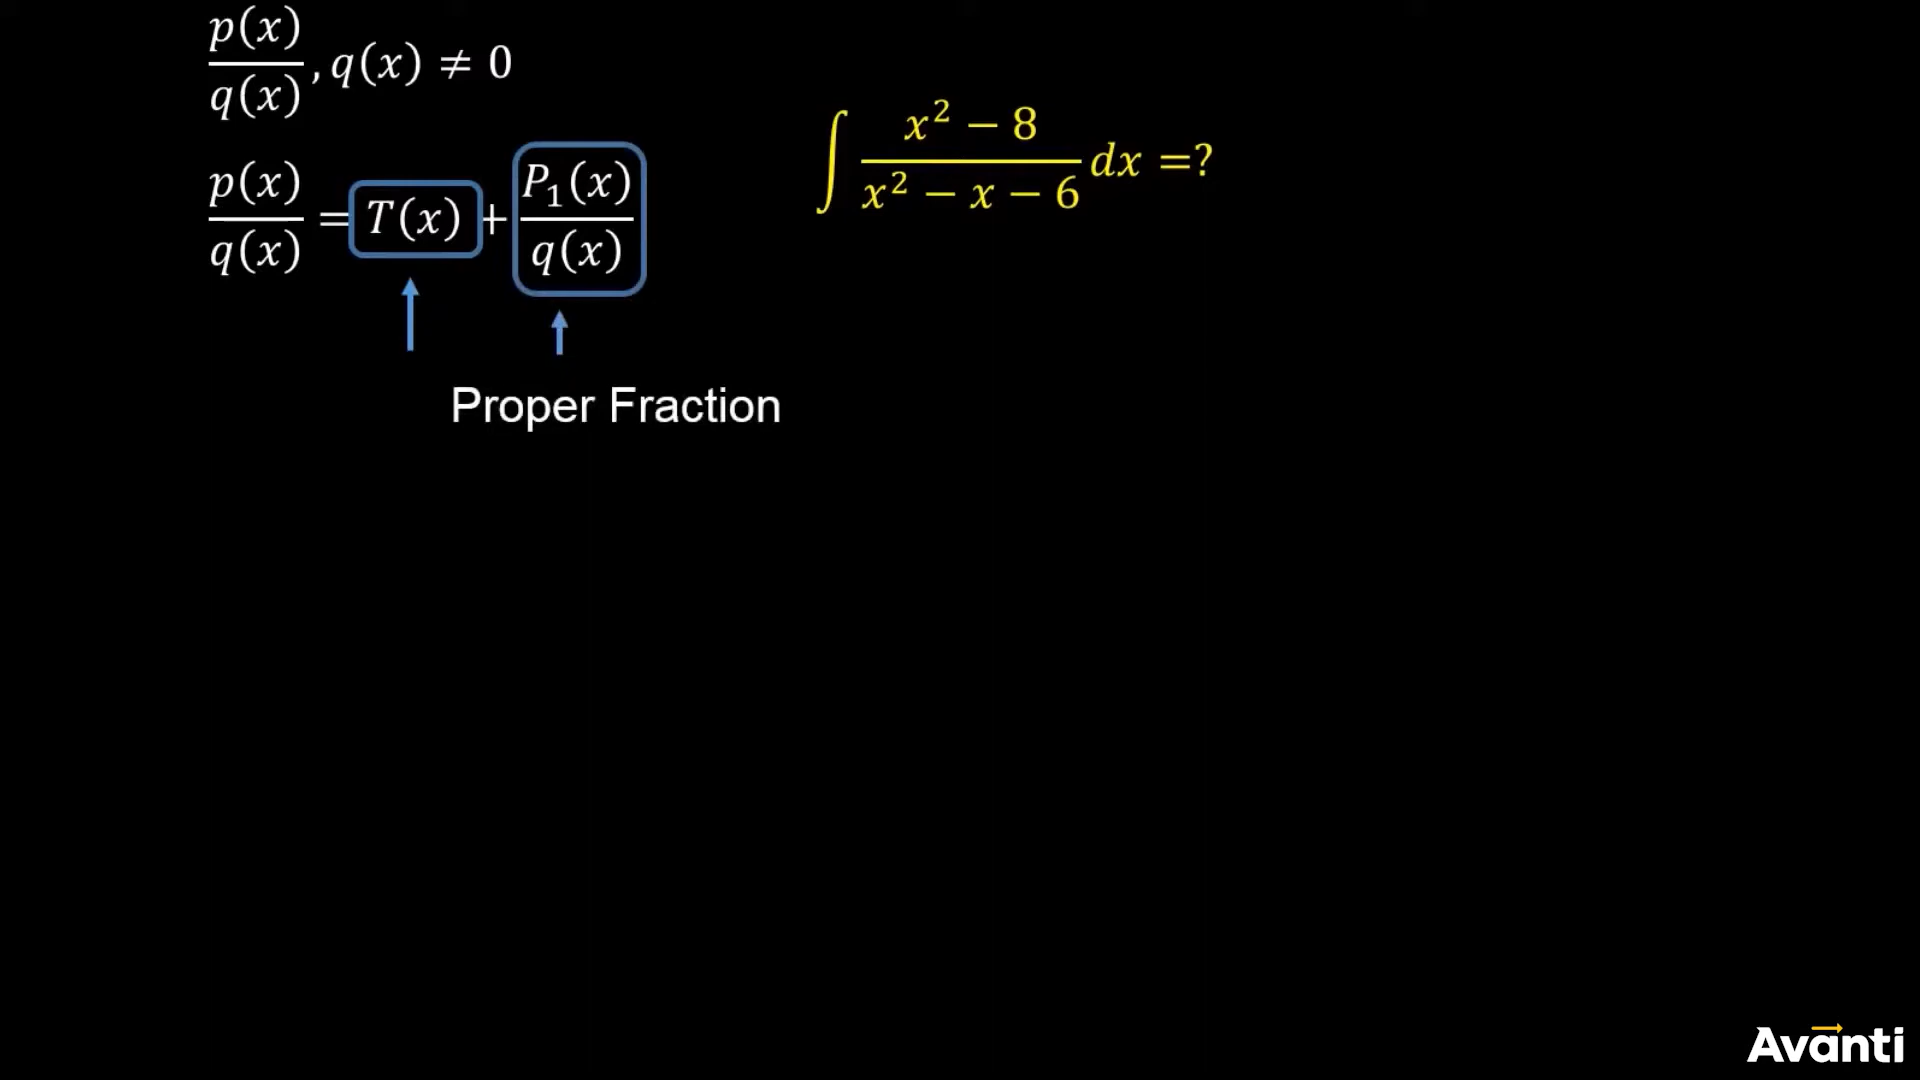 p(x)/q(x), q(x) ≠ 0
p(x)/q(x) = T(x) + P₁(x)/q(x)
Proper Fraction
∫ (x² − 8)/(x² − x − 6) dx =?
Avanti